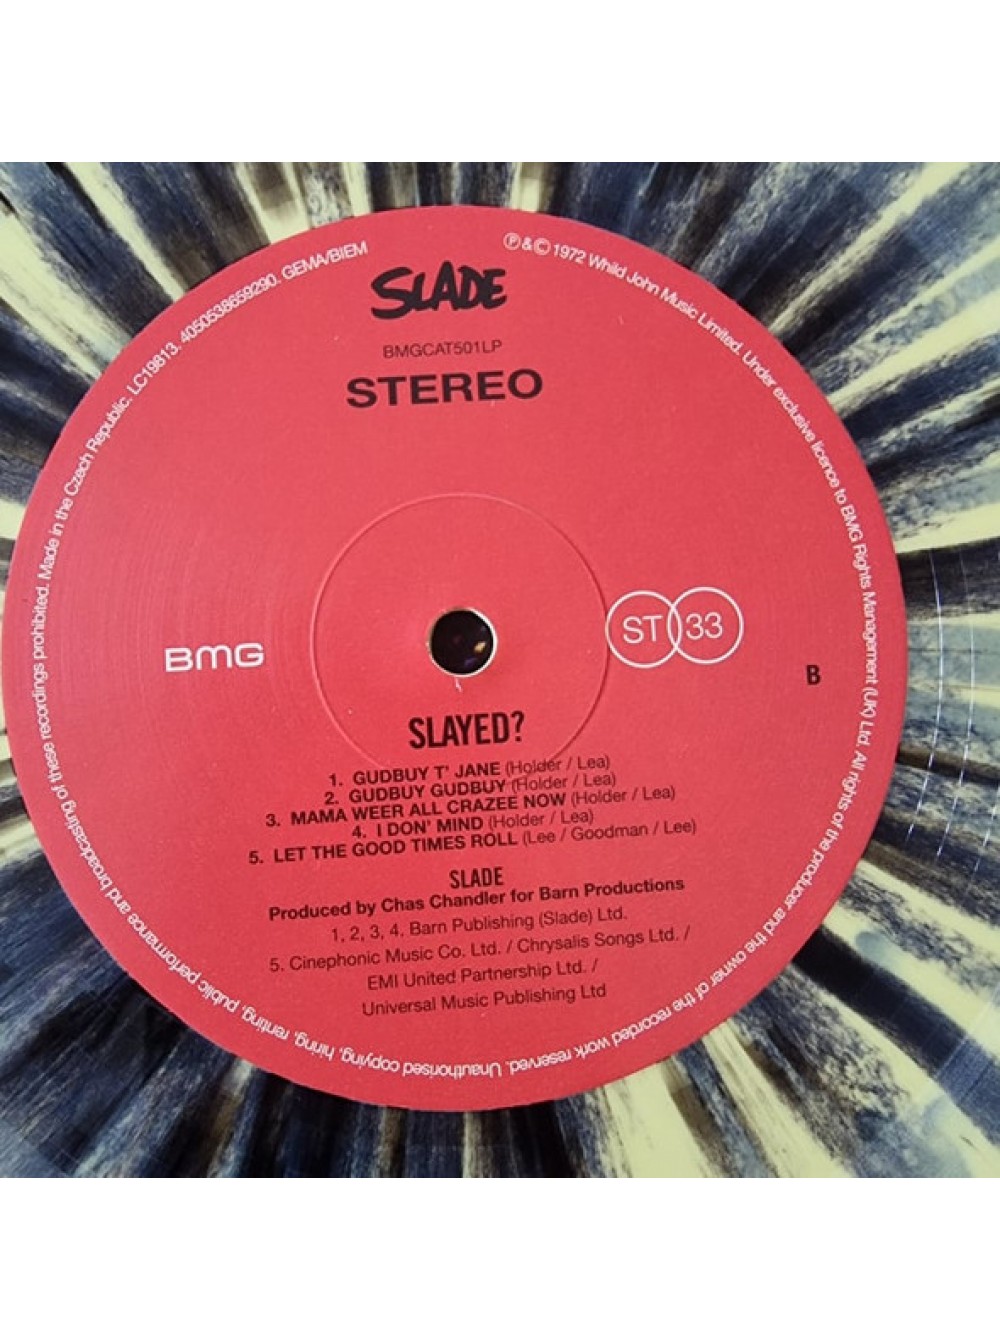 SLADE
BMGCAT501LP
STEREO
BMG
ST 33
B
SLAYED?
1. GUDBUY T' JANE (Holder / Lea)
2. GUDBUY GUDBUY (Holder / Lea)
3. MAMA WEER ALL CRAZEE NOW (Holder / Lea)
4. I DON' MIND (Holder / Lea)
5. LET THE GOOD TIMES ROLL (Lee / Goodman / Lee)
SLADE
Produced by Chas Chandler for Barn Productions
1, 2, 3, 4, Barn Publishing (Slade) Ltd.
5. Cinephonic Music Co. Ltd. / Chrysalis Songs Ltd. /
EMI United Partnership Ltd. /
Universal Music Publishing Ltd
℗ & © 1972 Whild John Music Limited. Under exclusive licence to BMG Rights Management (UK) Ltd. All rights of the producer and the owner of the recorded work reserved. Unauthorised copying, hiring, renting, public performance and broadcasting of these recordings prohibited. Made in the Czech Republic. LC19813. 4050538659290. GEMA/BIEM